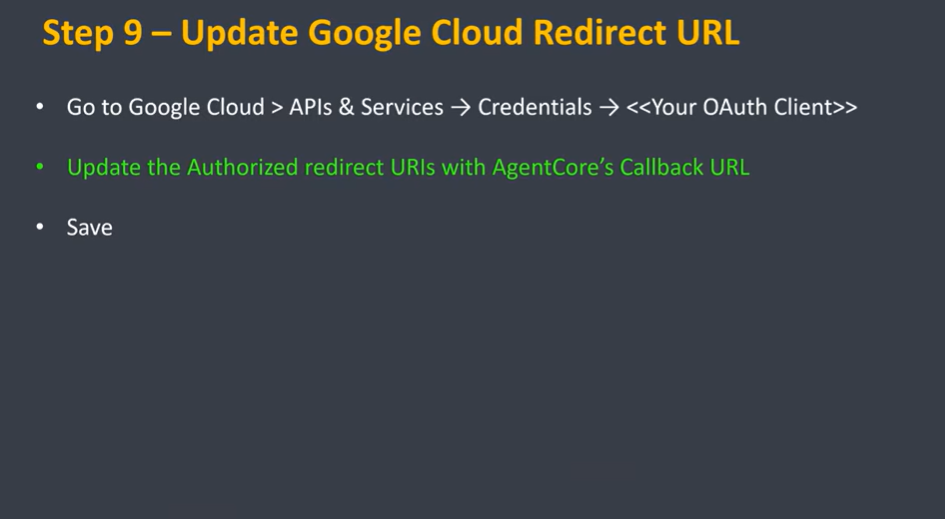 Step 9 – Update Google Cloud Redirect URL
• Go to Google Cloud > APIs & Services → Credentials → <<Your OAuth Client>>
• Update the Authorized redirect URIs with AgentCore’s Callback URL
• Save